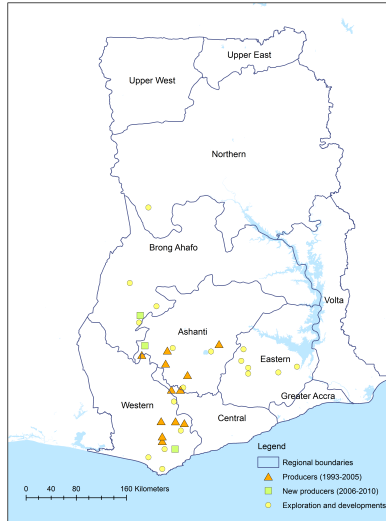 Upper East
Upper West
Northern
Brong Ahafo
Volta
Ashanti
Eastern
Greater Accra
Western
Central
Legend
Regional boundaries
Producers (1993-2005)
New producers (2006-2010)
Exploration and developments
0 40 80 160 Kilometers